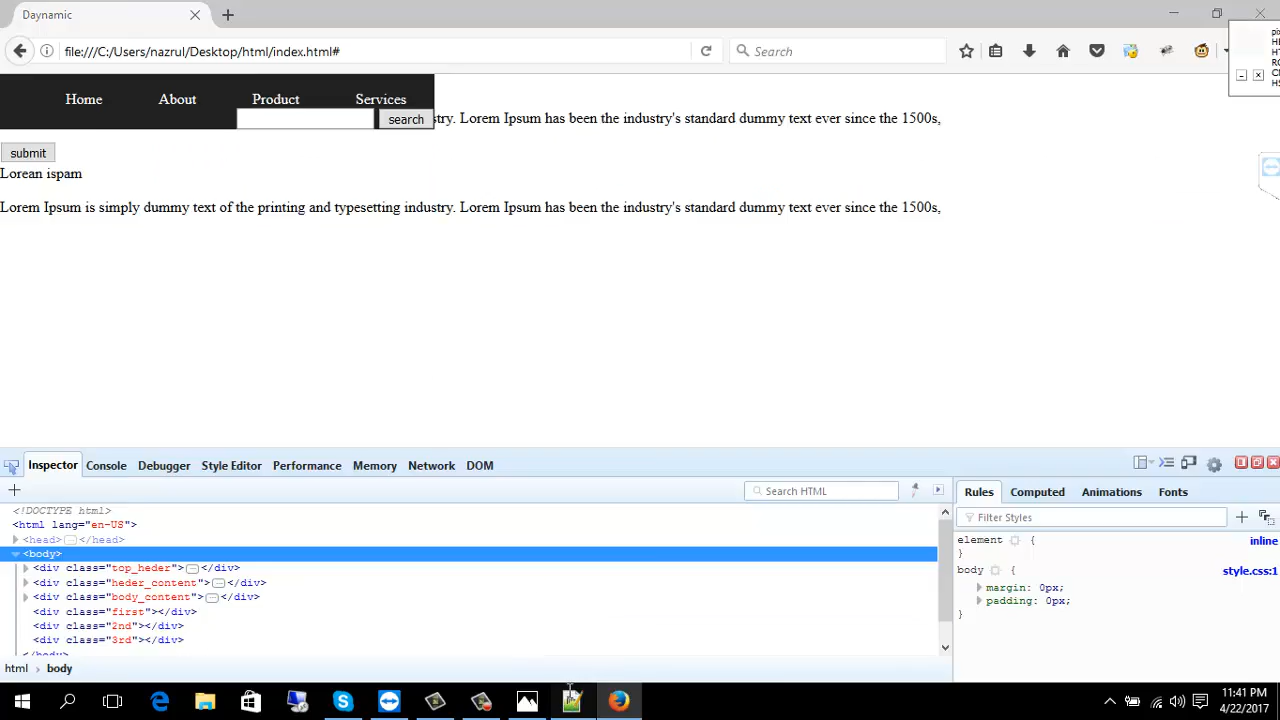 Daynamic
file:///C:/Users/nazrul/Desktop/html/index.html#
Search
Home About Product Services
stry. Lorem Ipsum has been the industry's standard dummy text ever since the 1500s,
search
submit
Lorean ispam
Lorem Ipsum is simply dummy text of the printing and typesetting industry. Lorem Ipsum has been the industry's standard dummy text ever since the 1500s,
Inspector Console Debugger Style Editor Performance Memory Network DOM
Search HTML
Rules Computed Animations Fonts
Filter Styles
<!DOCTYPE html>
<html lang="en-US">
<head></head>
<body>
<div class="top_heder"></div>
<div class="heder_content"></div>
<div class="body_content"></div>
<div class="first"></div>
<div class="2nd"></div>
<div class="3rd"></div>
</body>
element { inline
}
body { style.css:1
margin: 0px;
padding: 0px;
}
html body
11:41 PM
4/22/2017